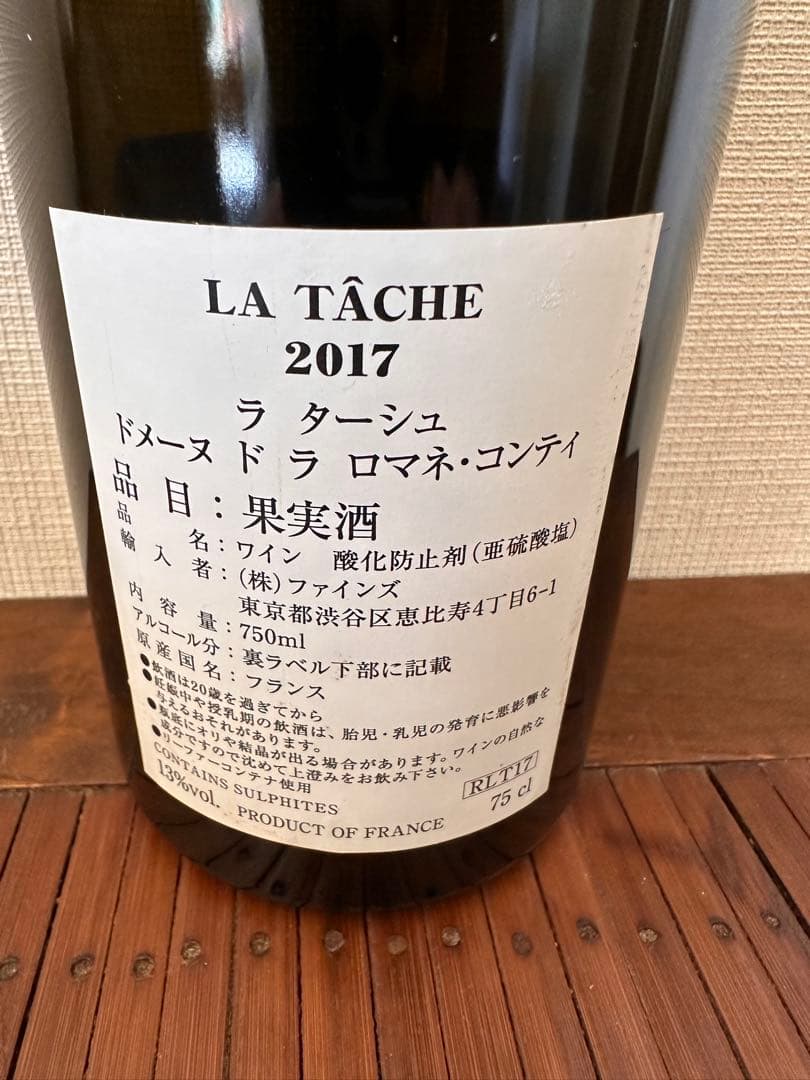 LA TÂCHE
2017
ラ ターシュ
ドメーヌ ド ラ ロマネ・コンティ
品目：果実酒
品名：ワイン 酸化防止剤(亜硫酸塩)
輸入者：(株)ファインズ
東京都渋谷区恵比寿4丁目6-1
内容量：750ml
アルコール分：裏ラベル下部に記載
原産国名：フランス
●飲酒は20歳を過ぎてから
●妊娠中や授乳期の飲酒は、胎児・乳児の発育に悪影響を
与えるおそれがあります。
●瓶底にオリや結晶が出る場合があります。ワインの自然な
成分ですので沈めて上澄みをお飲み下さい。
●リーファーコンテナ使用
CONTAINS SULPHITES RLT17
13%vol. PRODUCT OF FRANCE 75 cl